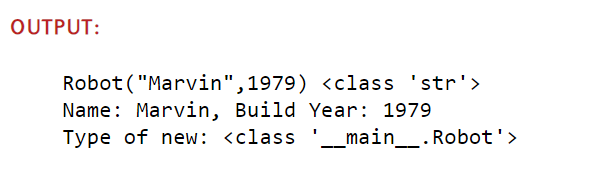 OUTPUT:
Robot("Marvin",1979) <class 'str'>
Name: Marvin, Build Year: 1979
Type of new: <class '__main__.Robot'>